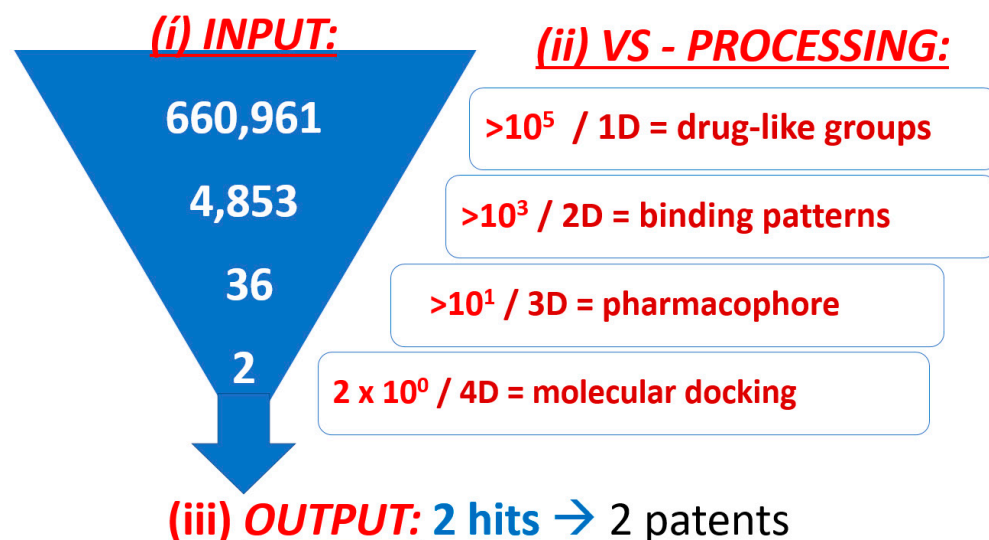 (i) INPUT:
(ii) VS - PROCESSING:
660,961
>10⁵ / 1D = drug-like groups
4,853
>10³ / 2D = binding patterns
36
>10¹ / 3D = pharmacophore
2
2 x 10⁰ / 4D = molecular docking
(iii) OUTPUT: 2 hits → 2 patents